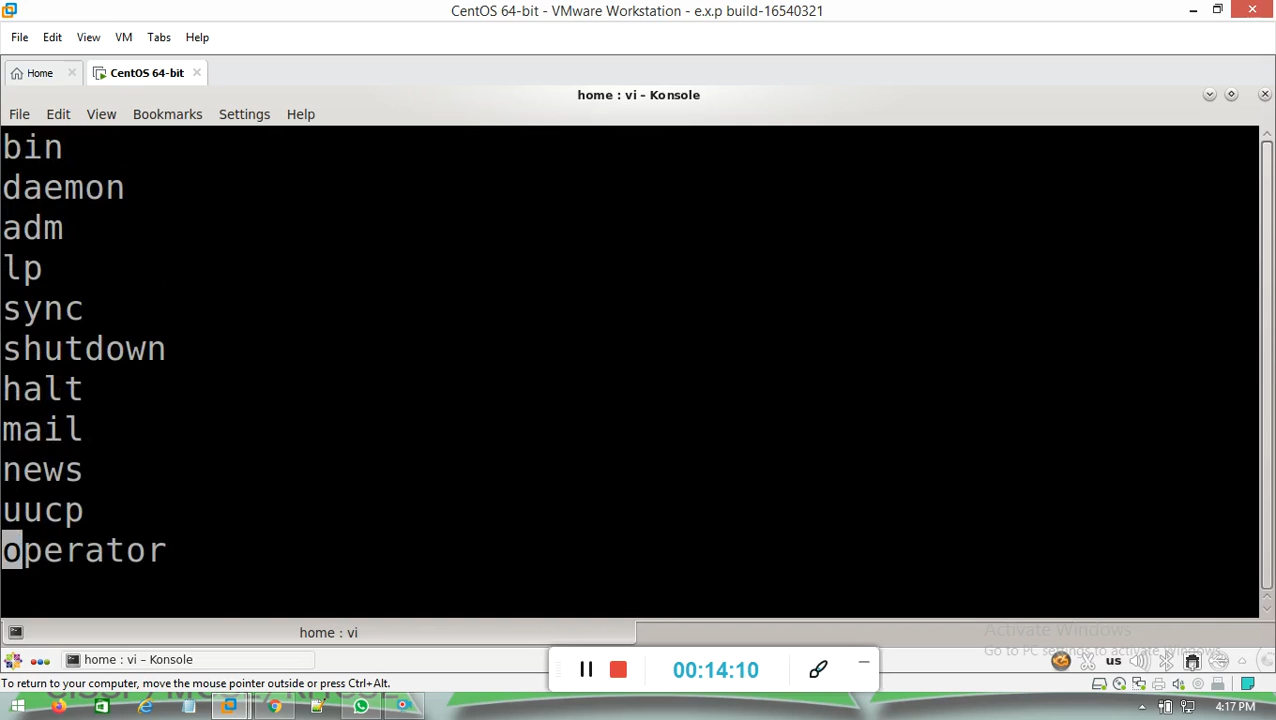 CentOS 64-bit - VMware Workstation - e.x.p build-16540321
File Edit View VM Tabs Help
Home CentOS 64-bit
home : vi – Konsole
File Edit View Bookmarks Settings Help
bin
daemon
adm
lp
sync
shutdown
halt
mail
news
uucp
operator
home : vi
Activate Windows
Go to PC settings to activate Windows.
home : vi – Konsole
us
00:14:10
To return to your computer, move the mouse pointer outside or press Ctrl+Alt.
4:17 PM